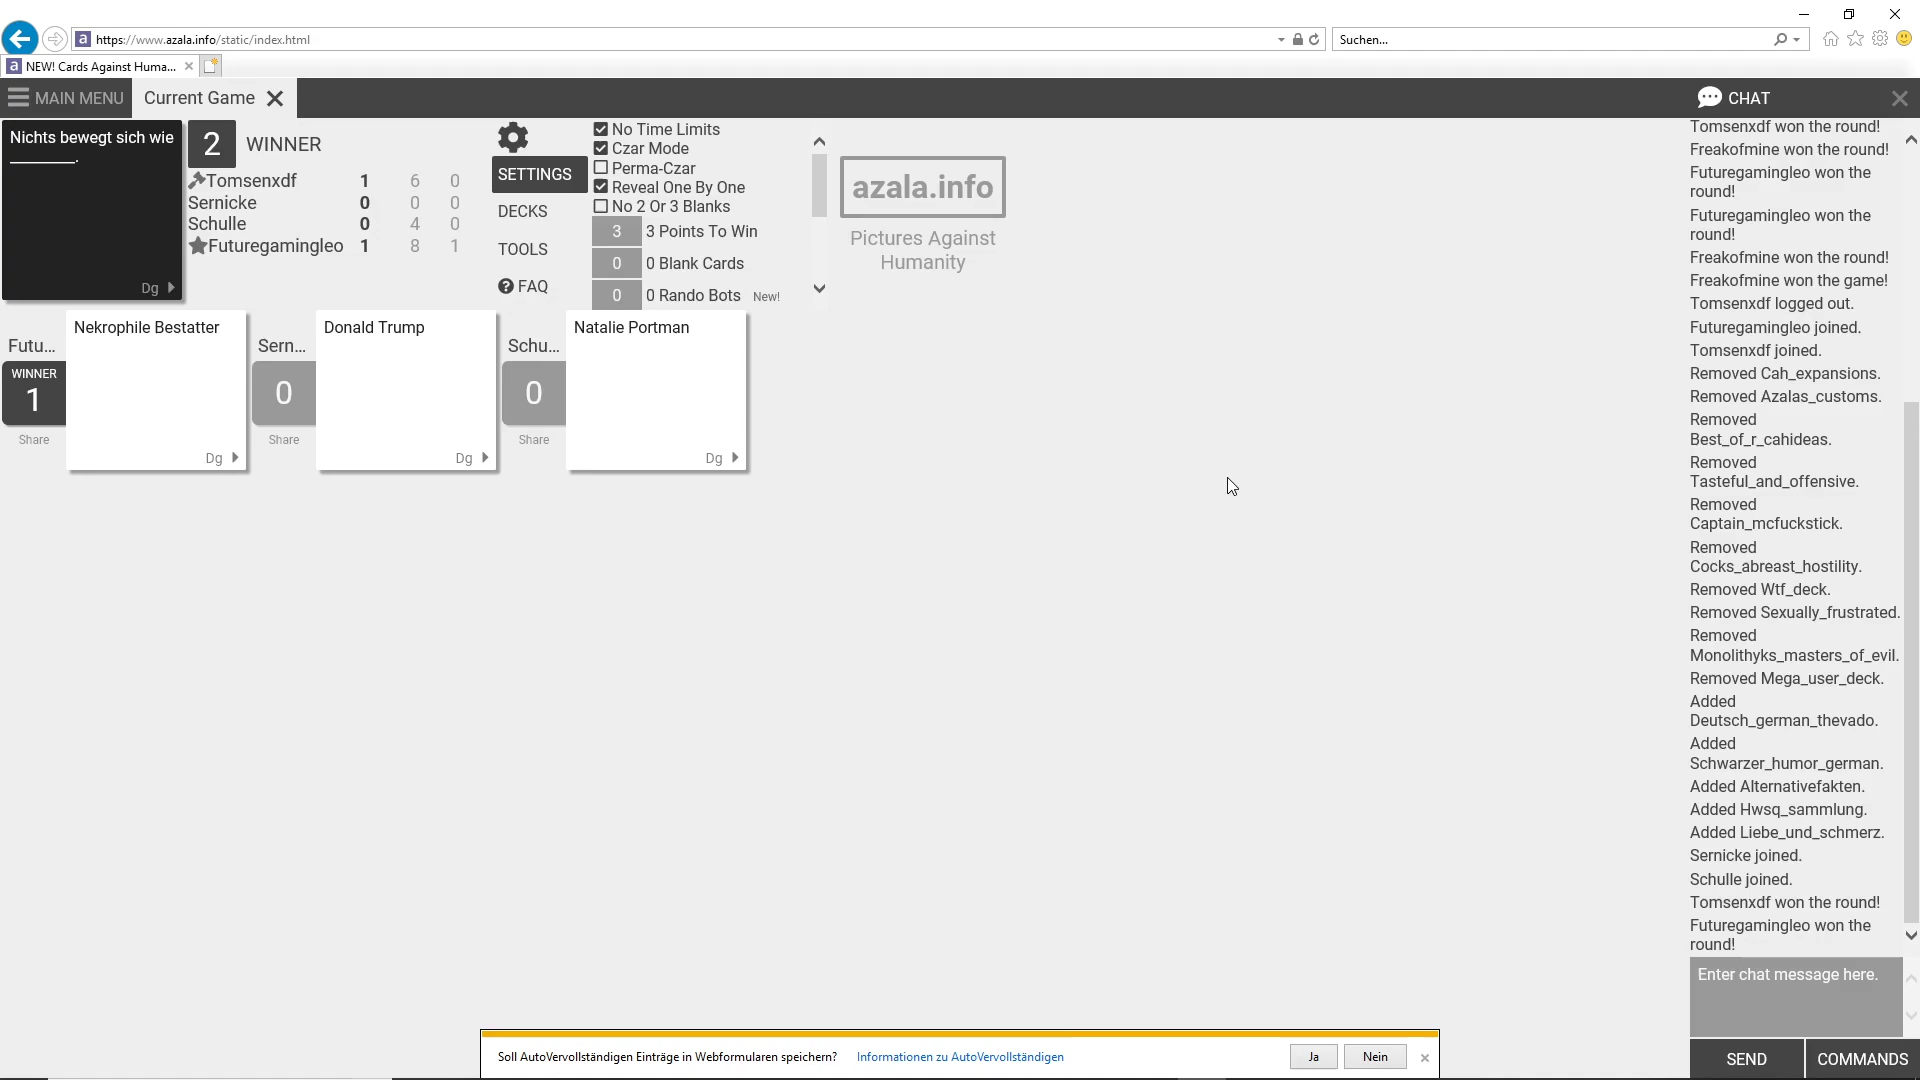 https://www.azala.info/static/index.html
Suchen...
NEW! Cards Against Huma...
MAIN MENU
Current Game
CHAT
Nichts bewegt sich wie
________.
Dg
2 WINNER
Tomsenxdf 1 6 0
Sernicke 0 0 0
Schulle 0 4 0
Futuregamingleo 1 8 1
SETTINGS
DECKS
TOOLS
FAQ
No Time Limits
Czar Mode
Perma-Czar
Reveal One By One
No 2 Or 3 Blanks
3 3 Points To Win
0 0 Blank Cards
0 0 Rando Bots New!
azala.info
Pictures Against
Humanity
Futu...
WINNER
1
Share
Nekrophile Bestatter
Dg
Sern...
0
Share
Donald Trump
Dg
Schu...
0
Share
Natalie Portman
Dg
Tomsenxdf won the round!
Freakofmine won the round!
Futuregamingleo won the
round!
Futuregamingleo won the
round!
Freakofmine won the round!
Freakofmine won the game!
Tomsenxdf logged out.
Futuregamingleo joined.
Tomsenxdf joined.
Removed Cah_expansions.
Removed Azalas_customs.
Removed
Best_of_r_cahideas.
Removed
Tasteful_and_offensive.
Removed
Captain_mcfuckstick.
Removed
Cocks_abreast_hostility.
Removed Wtf_deck.
Removed Sexually_frustrated.
Removed
Monolithyks_masters_of_evil.
Removed Mega_user_deck.
Added
Deutsch_german_thevado.
Added
Schwarzer_humor_german.
Added Alternativefakten.
Added Hwsq_sammlung.
Added Liebe_und_schmerz.
Sernicke joined.
Schulle joined.
Tomsenxdf won the round!
Futuregamingleo won the
round!
Enter chat message here.
SEND
COMMANDS
Soll AutoVervollständigen Einträge in Webformularen speichern? Informationen zu AutoVervollständigen Ja Nein